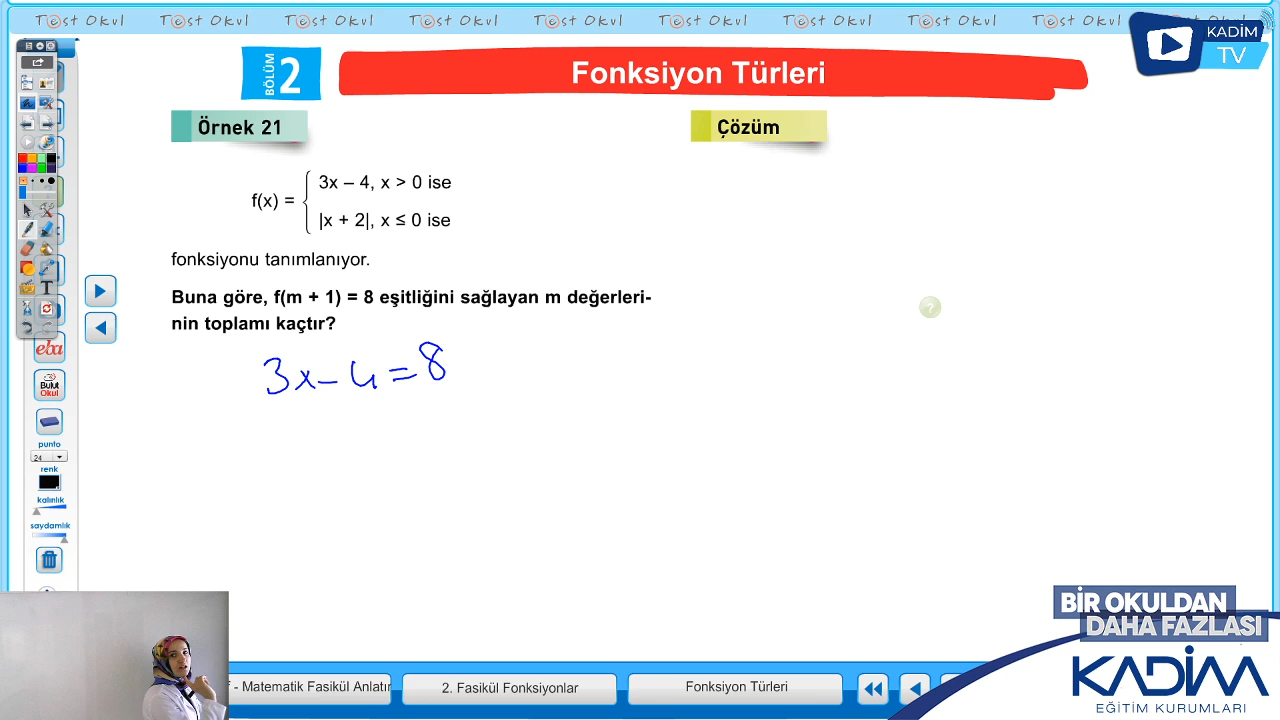 Test Okul Test Okul Test Okul Test Okul Test Okul Test Okul Test Okul Test Okul Test Okul
KADİM
TV
BÖLÜM
2
Fonksiyon Türleri
Örnek 21
Çözüm
f(x) =
3x – 4, x > 0 ise
|x + 2|, x ≤ 0 ise
fonksiyonu tanımlanıyor.
Buna göre, f(m + 1) = 8 eşitliğini sağlayan m değerleri-
nin toplamı kaçtır?
3x – 4 = 8
?
T
eba
Bulut
Okul
punto
24
renk
kalınlık
saydamlık
- Matematik Fasikül Anlatır
2. Fasikül Fonksiyonlar
Fonksiyon Türleri
BİR OKULDAN
DAHA FAZLASI
KADİM
EĞİTİM KURUMLARI